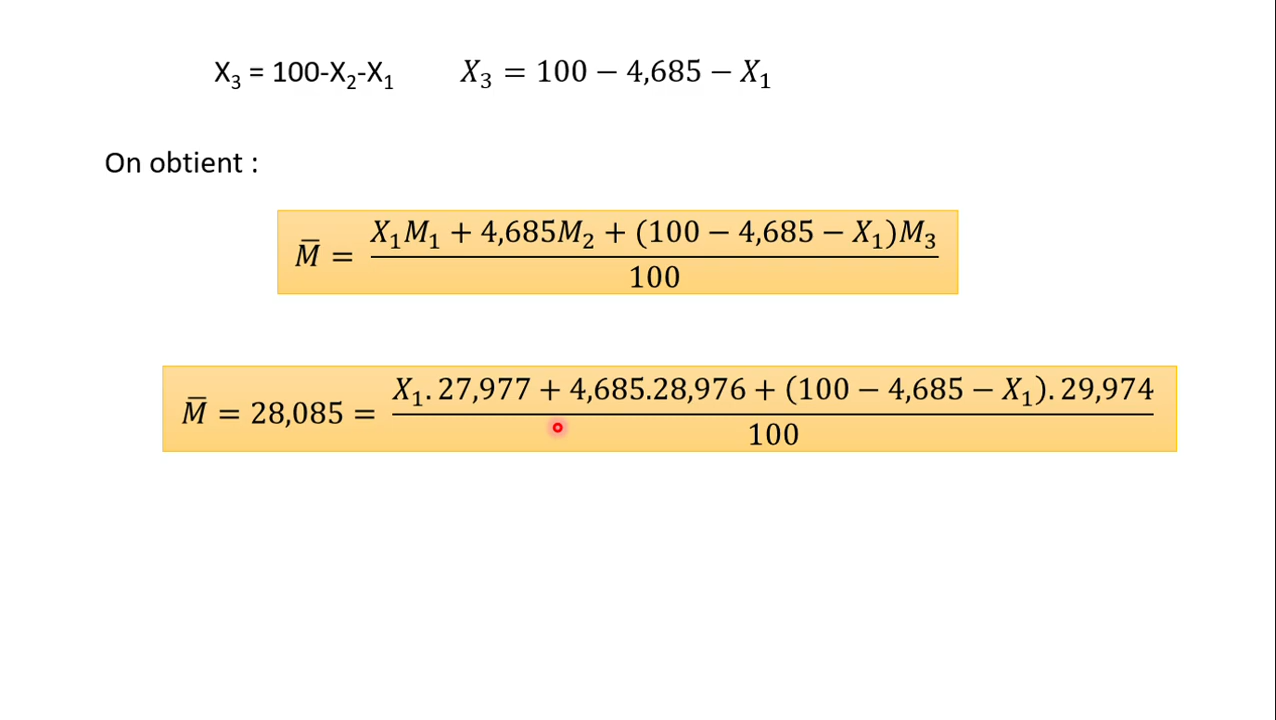 X₃ = 100-X₂-X₁ X₃ = 100 − 4,685 − X₁
On obtient :
M̅ = (X₁M₁ + 4,685M₂ + (100 − 4,685 − X₁)M₃) / 100
M̅ = 28,085 = (X₁. 27,977 + 4,685.28,976 + (100 − 4,685 − X₁). 29,974) / 100